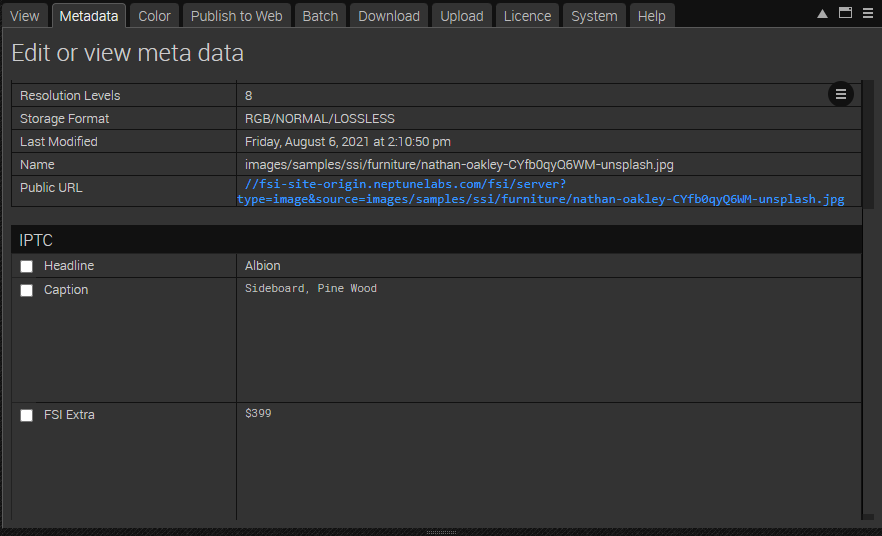 View Metadata Color Publish to Web Batch Download Upload Licence System Help
Edit or view meta data
Resolution Levels 8
Storage Format RGB/NORMAL/LOSSLESS
Last Modified Friday, August 6, 2021 at 2:10:50 pm
Name images/samples/ssi/furniture/nathan-oakley-CYfb0qyQ6WM-unsplash.jpg
Public URL //fsi-site-origin.neptunelabs.com/fsi/server?
type=image&source=images/samples/ssi/furniture/nathan-oakley-CYfb0qyQ6WM-unsplash.jpg
IPTC
Headline Albion
Caption Sideboard, Pine Wood
FSI Extra $399